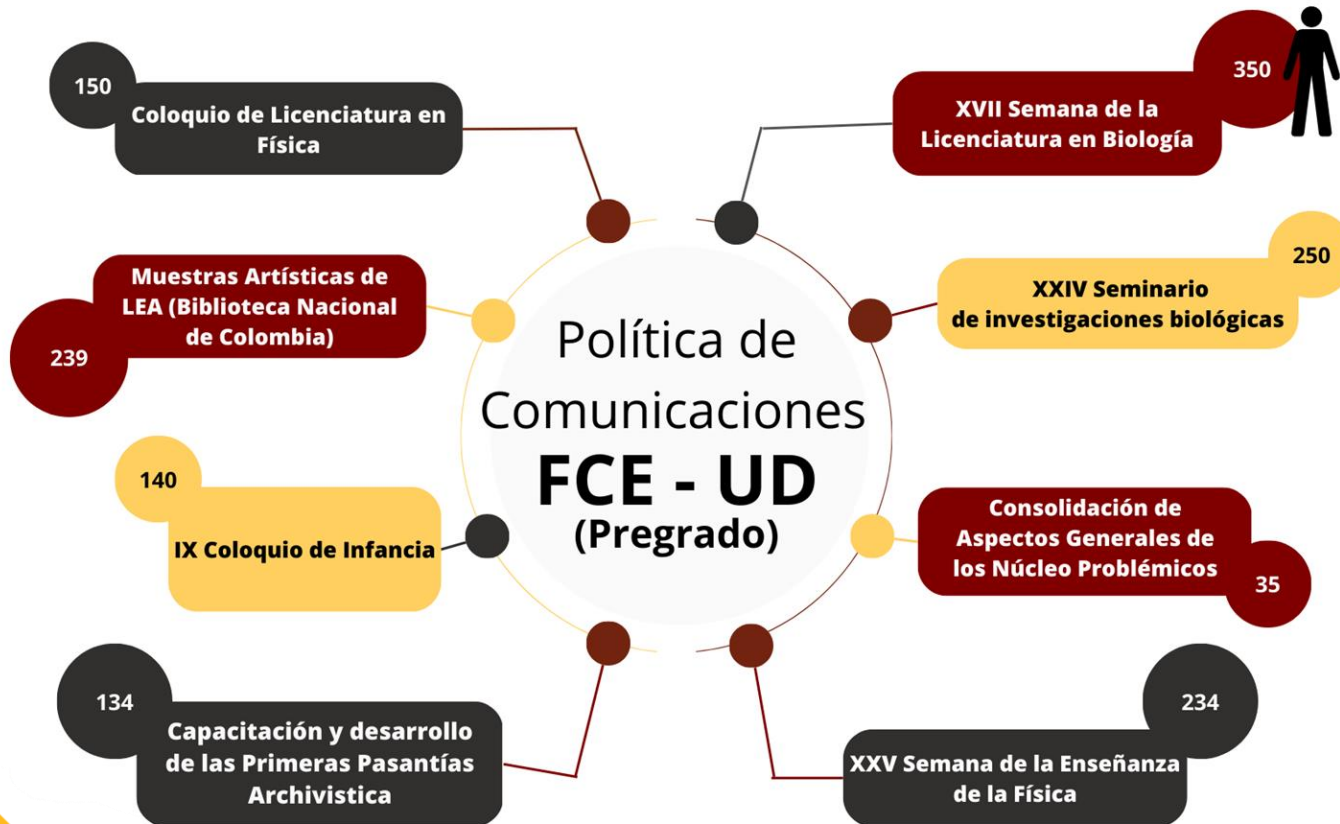 150
Coloquio de Licenciatura en
Física
350
XVII Semana de la
Licenciatura en Biología
Muestras Artísticas de
LEA (Biblioteca Nacional
de Colombia)
239
250
XXIV Seminario
de investigaciones biológicas
Política de
Comunicaciones
FCE - UD
(Pregrado)
140
IX Coloquio de Infancia
Consolidación de
Aspectos Generales de
los Núcleo Problémicos
35
134
Capacitación y desarrollo
de las Primeras Pasantías
Archivistica
234
XXV Semana de la Enseñanza
de la Física